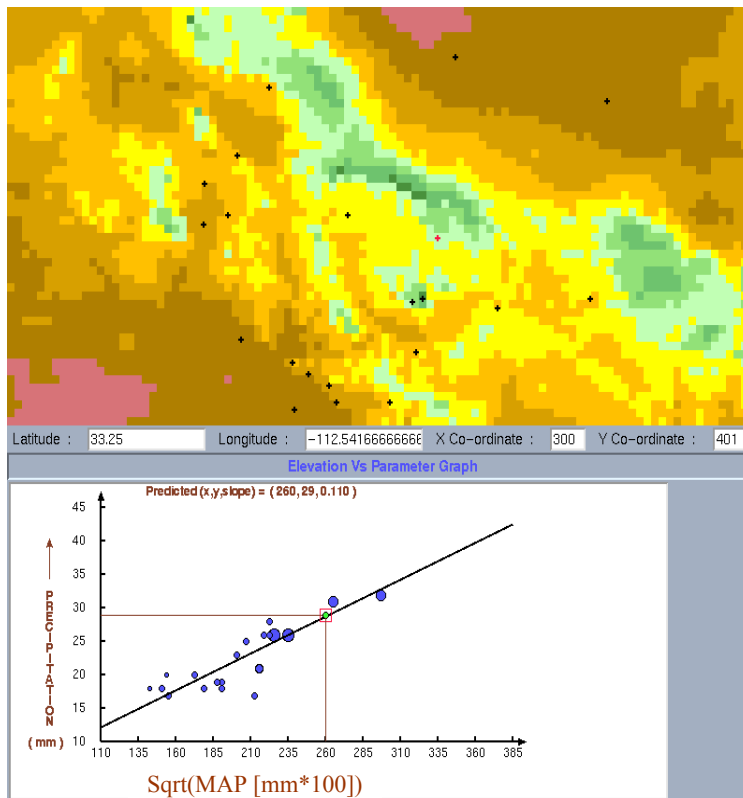 Latitude : 33.25 Longitude : -112.54166666666 X Co-ordinate : 300 Y Co-ordinate : 401
Elevation Vs Parameter Graph
Predicted (x,y,slope) = ( 260, 29, 0.110 )
45
40
35
30
25
20
15
10
PRECIPITATION
( mm )
110 135 160 185 210 235 260 285 310 335 360 385
Sqrt(MAP [mm*100])